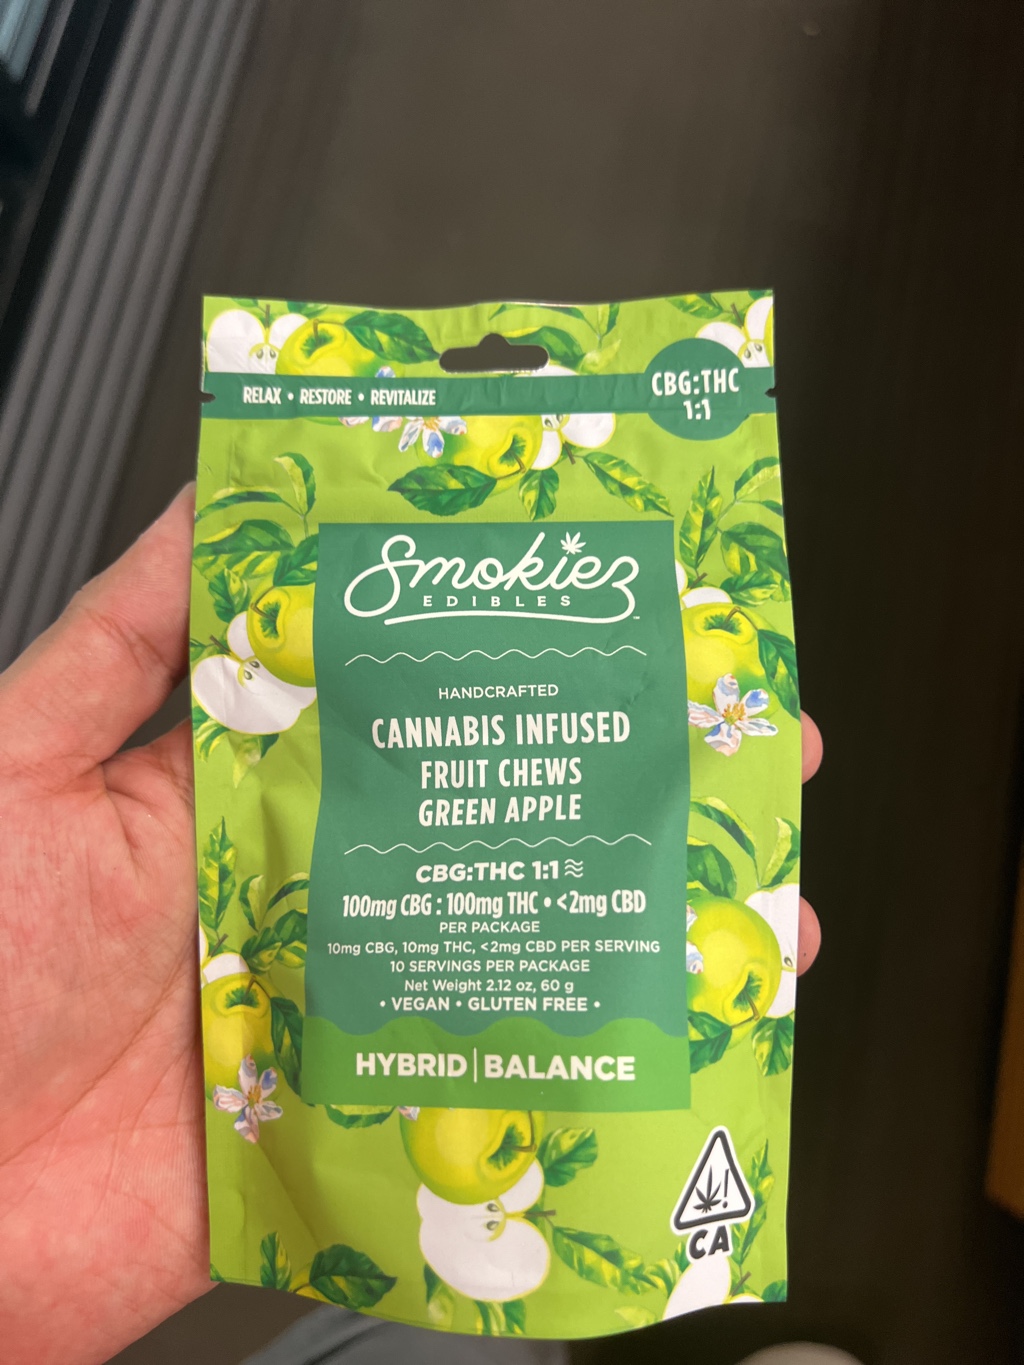 RELAX • RESTORE • REVITALIZE
CBG:THC
1:1
Smokiez
EDIBLES
™
HANDCRAFTED
CANNABIS INFUSED
FRUIT CHEWS
GREEN APPLE
CBG:THC 1:1
100mg CBG : 100mg THC • <2mg CBD
PER PACKAGE
10mg CBG, 10mg THC, <2mg CBD PER SERVING
10 SERVINGS PER PACKAGE
Net Weight 2.12 oz, 60 g
• VEGAN • GLUTEN FREE •
HYBRID | BALANCE
!
CA